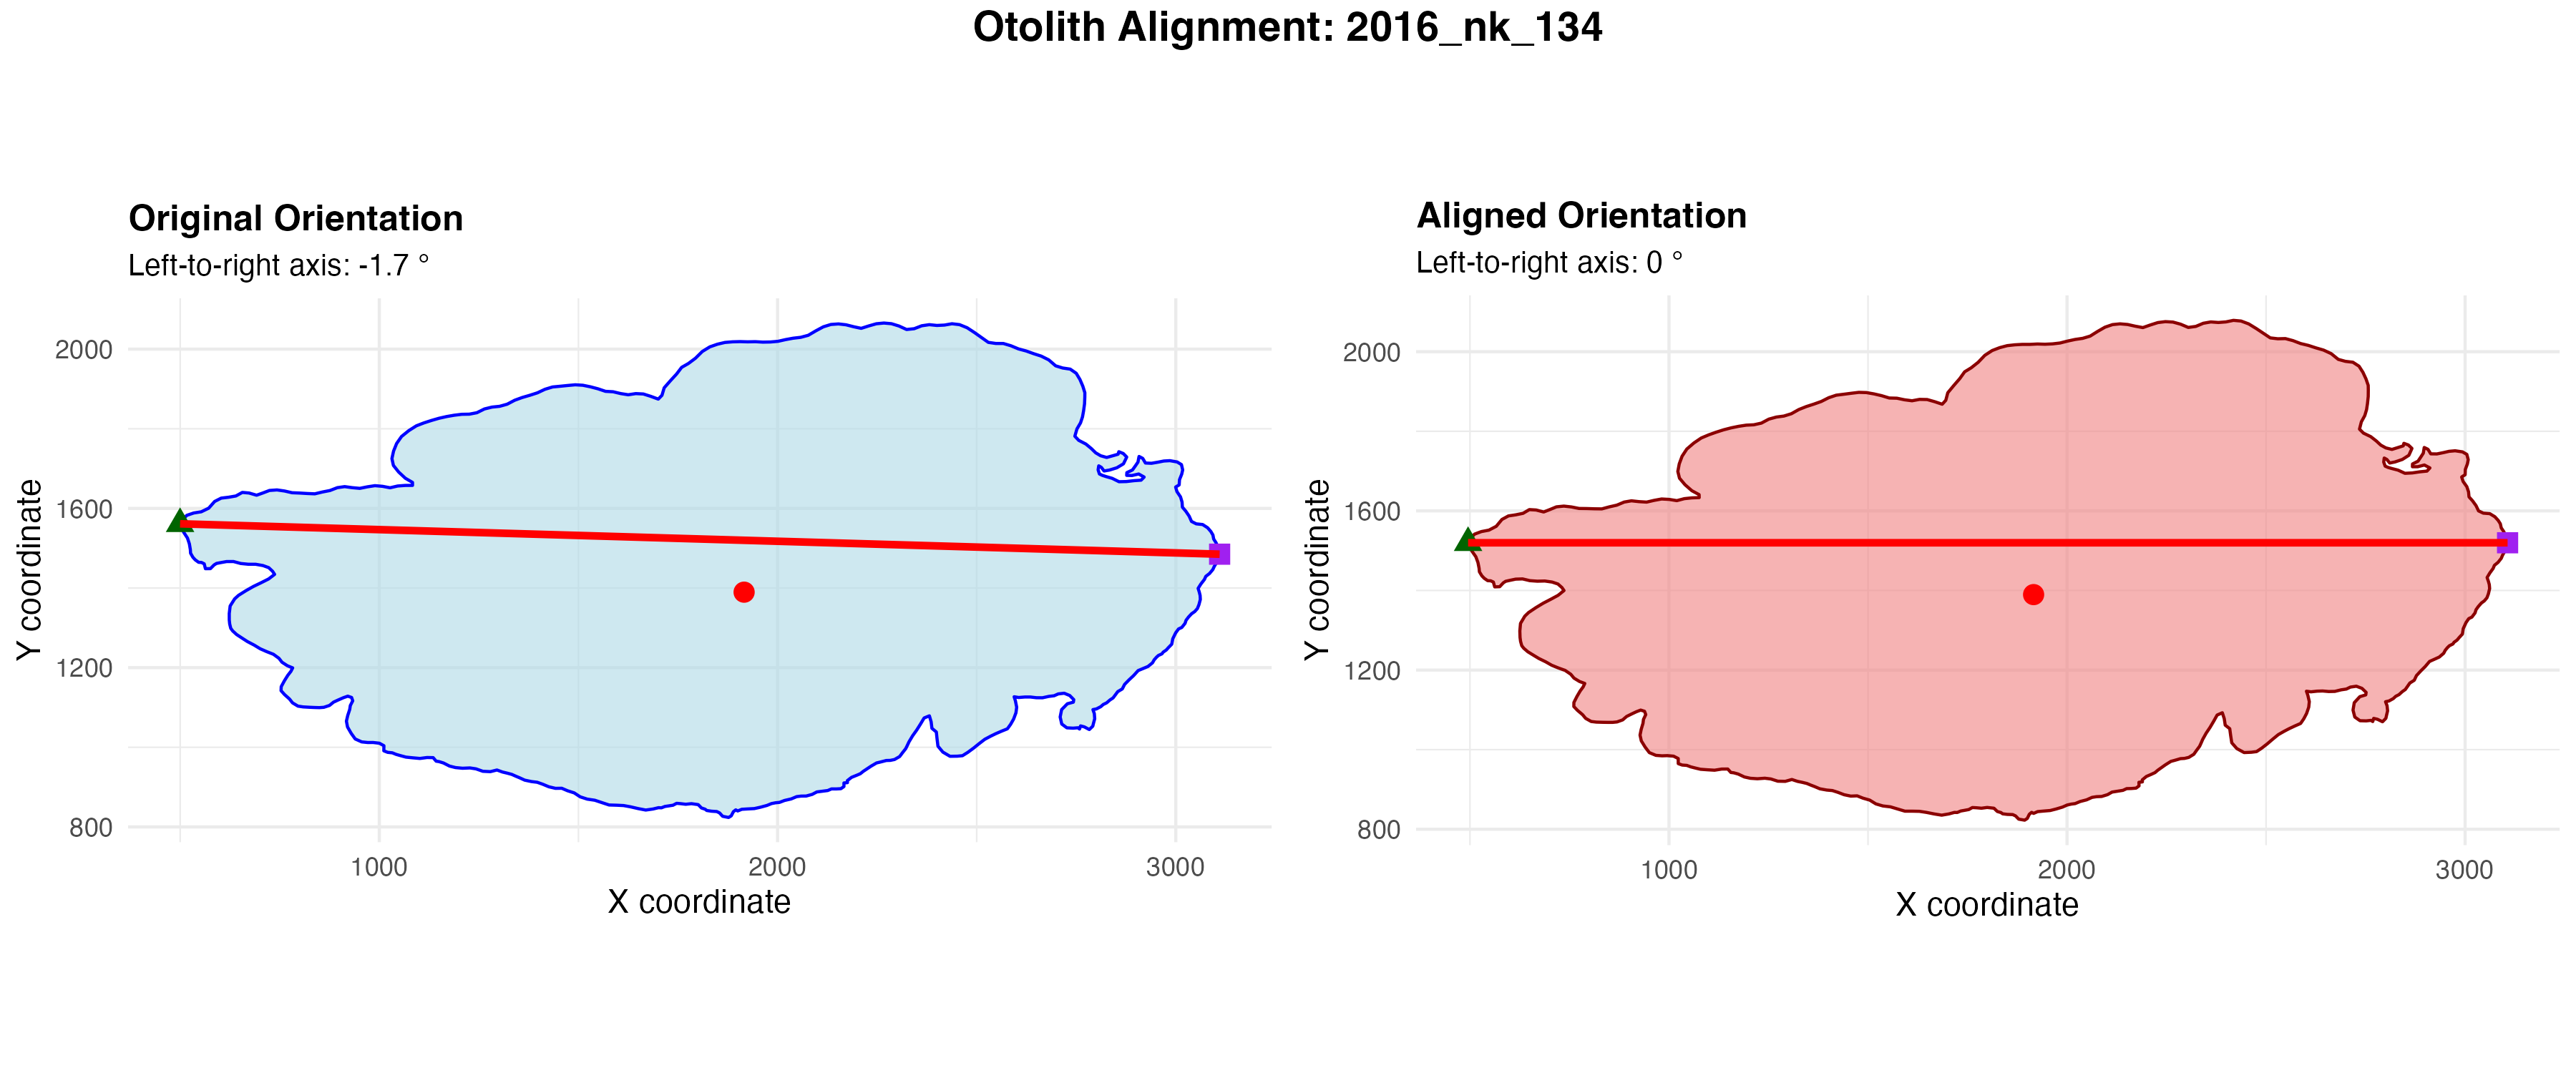 Otolith Alignment: 2016_nk_134
Original Orientation
Left-to-right axis: -1.7 °
2000
1600
1200
800
Y coordinate
1000 2000 3000
X coordinate
Aligned Orientation
Left-to-right axis: 0 °
2000
1600
1200
800
Y coordinate
1000 2000 3000
X coordinate